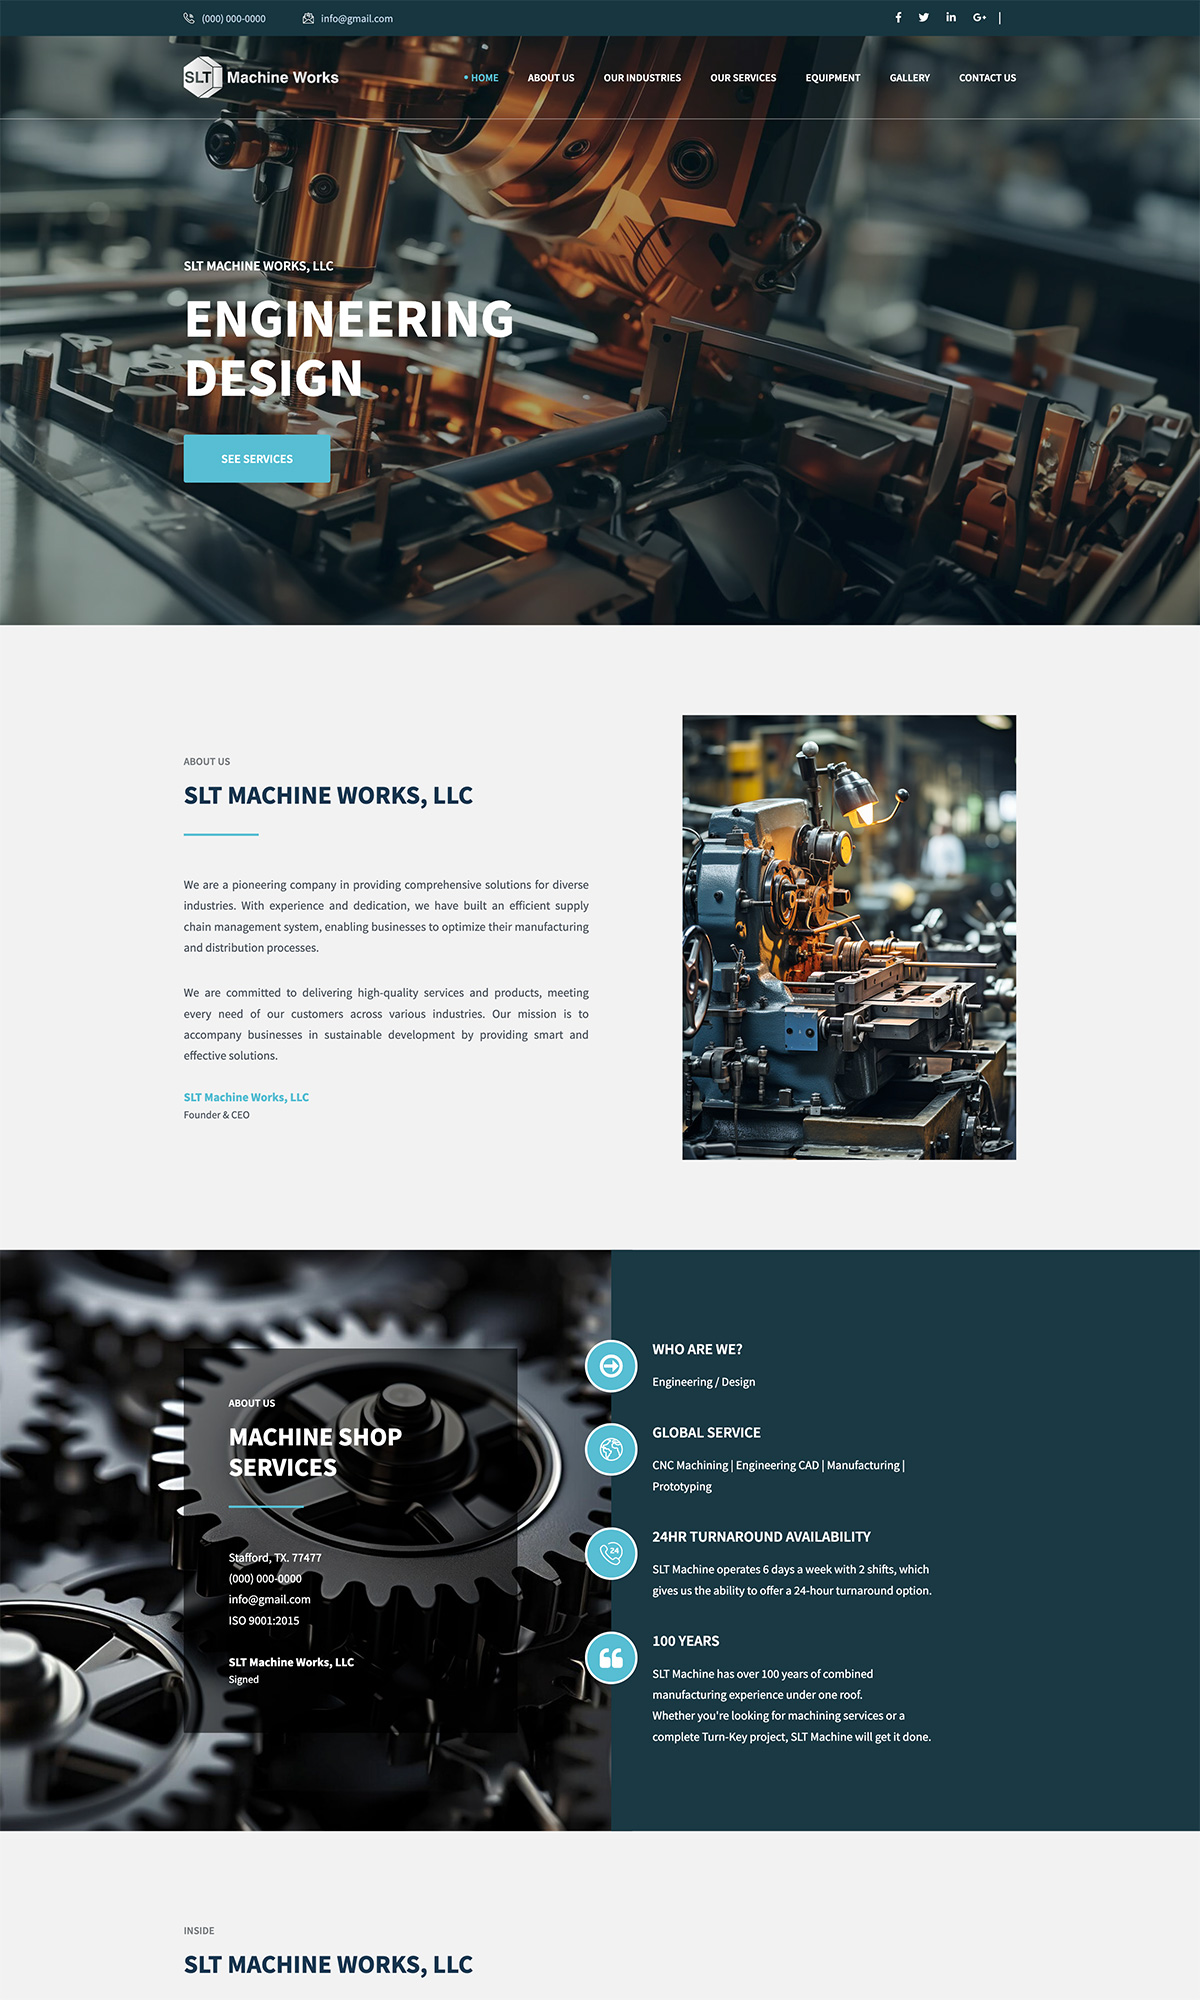 (000) 000-0000
info@gmail.com
SLT Machine Works
HOME
ABOUT US
OUR INDUSTRIES
OUR SERVICES
EQUIPMENT
GALLERY
CONTACT US
SLT MACHINE WORKS, LLC
ENGINEERING
DESIGN
SEE SERVICES
ABOUT US
SLT MACHINE WORKS, LLC
We are a pioneering company in providing comprehensive solutions for diverse
industries. With experience and dedication, we have built an efficient supply
chain management system, enabling businesses to optimize their manufacturing
and distribution processes.
We are committed to delivering high-quality services and products, meeting
every need of our customers across various industries. Our mission is to
accompany businesses in sustainable development by providing smart and
effective solutions.
SLT Machine Works, LLC
Founder & CEO
ABOUT US
MACHINE SHOP
SERVICES
Stafford, TX. 77477
(000) 000-0000
info@gmail.com
ISO 9001:2015
SLT Machine Works, LLC
Signed
WHO ARE WE?
Engineering / Design
GLOBAL SERVICE
CNC Machining | Engineering CAD | Manufacturing |
Prototyping
24
24HR TURNAROUND AVAILABILITY
SLT Machine operates 6 days a week with 2 shifts, which
gives us the ability to offer a 24-hour turnaround option.
100 YEARS
SLT Machine has over 100 years of combined
manufacturing experience under one roof.
Whether you're looking for machining services or a
complete Turn-Key project, SLT Machine will get it done.
INSIDE
SLT MACHINE WORKS, LLC